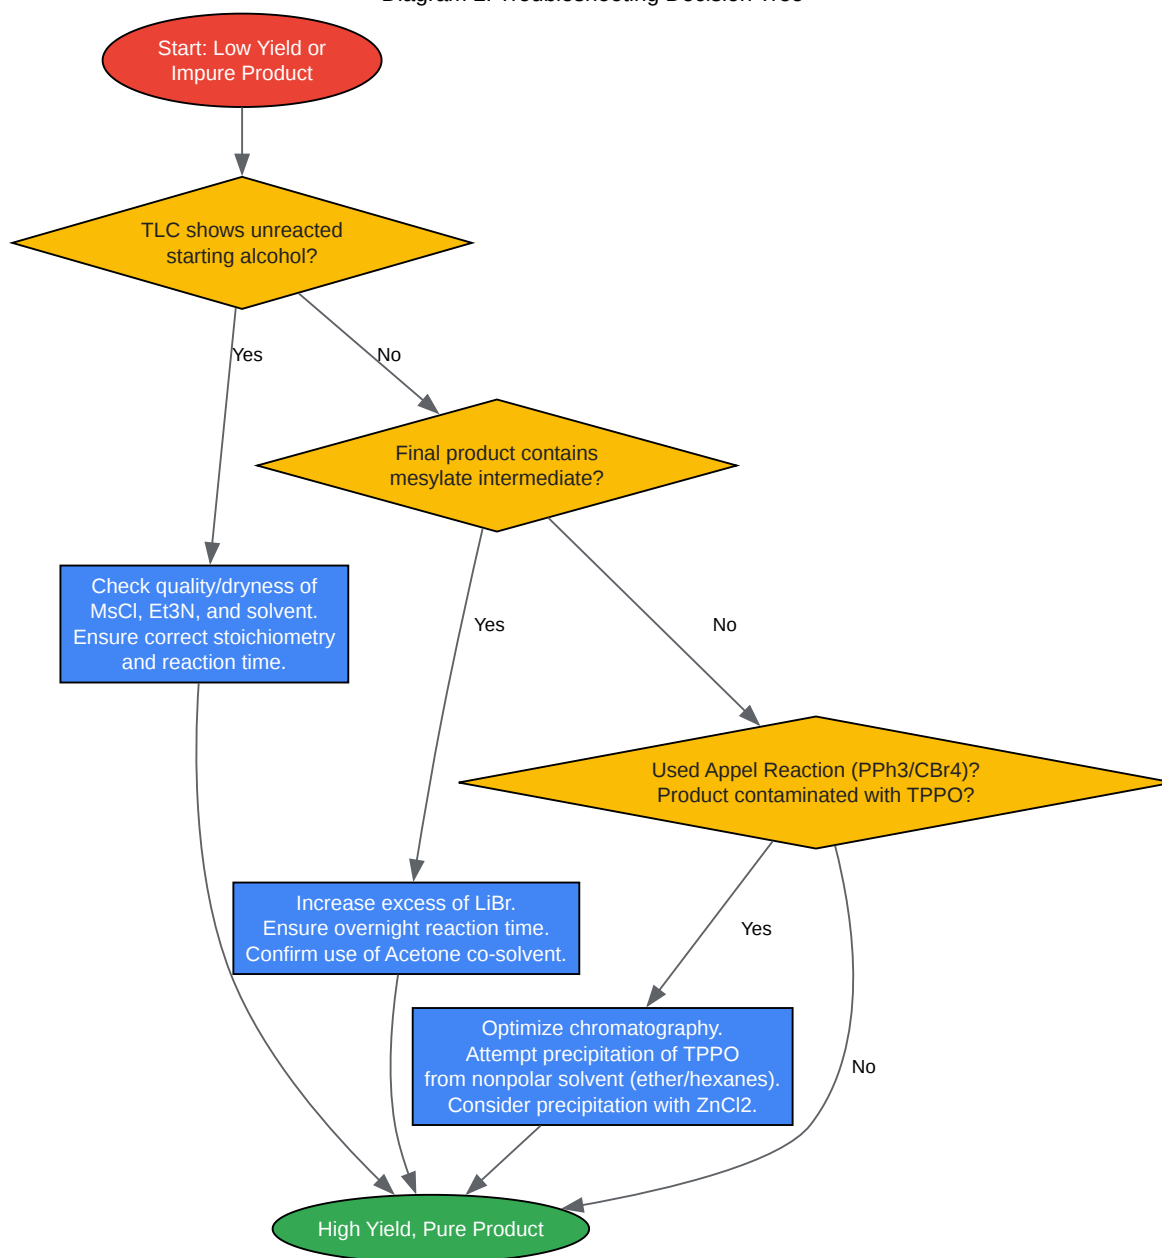 Start: Low Yield or
Impure Product
TLC shows unreacted
starting alcohol?
Yes
No
Final product contains
mesylate intermediate?
Check quality/dryness of
MsCl, Et3N, and solvent.
Ensure correct stoichiometry
and reaction time.
Yes
No
Used Appel Reaction (PPh3/CBr4)?
Product contaminated with TPPO?
Increase excess of LiBr.
Ensure overnight reaction time.
Confirm use of Acetone co-solvent.
Yes
Optimize chromatography.
Attempt precipitation of TPPO
from nonpolar solvent (ether/hexanes).
Consider precipitation with ZnCl2.
No
High Yield, Pure Product